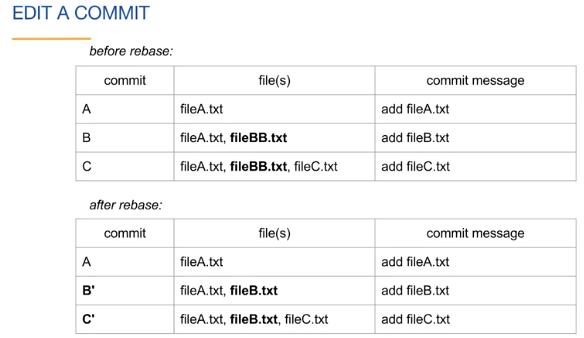 EDIT A COMMIT
before rebase:
commit file(s) commit message
A fileA.txt add fileA.txt
B fileA.txt, fileBB.txt add fileB.txt
C fileA.txt, fileBB.txt, fileC.txt add fileC.txt
after rebase:
commit file(s) commit message
A fileA.txt add fileA.txt
B' fileA.txt, fileB.txt add fileB.txt
C' fileA.txt, fileB.txt, fileC.txt add fileC.txt